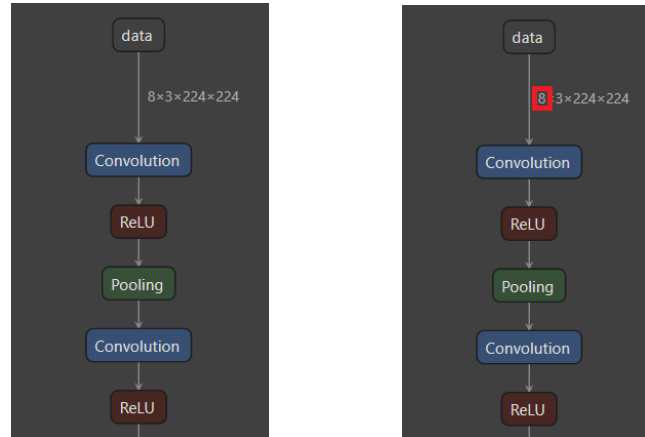 data
8×3×224×224
Convolution
ReLU
Pooling
Convolution
ReLU
data
8×3×224×224
Convolution
ReLU
Pooling
Convolution
ReLU